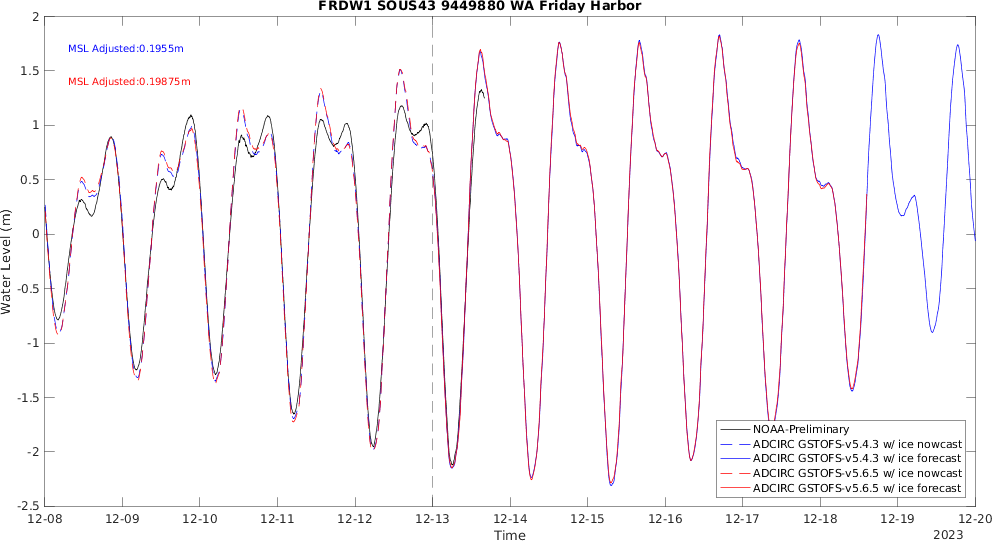 FRDW1 SOUS43 9449880 WA Friday Harbor
MSL Adjusted:0.1955m
MSL Adjusted:0.19875m
Water Level (m)
2
1.5
1
0.5
0
-0.5
-1
-1.5
-2
-2.5
NOAA-Preliminary
ADCIRC GSTOFS-v5.4.3 w/ ice nowcast
ADCIRC GSTOFS-v5.4.3 w/ ice forecast
ADCIRC GSTOFS-v5.6.5 w/ ice nowcast
ADCIRC GSTOFS-v5.6.5 w/ ice forecast
12-08 12-09 12-10 12-11 12-12 12-13 12-14 12-15 12-16 12-17 12-18 12-19 12-20
Time
2023